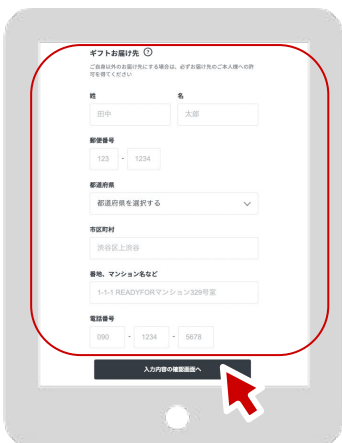 ギフトお届け先 ?
ご自身以外のお届け先にする場合は、必ずお届け先のご本人様への許
可を得てください
姓 名
田中 太郎
郵便番号
123 - 1234
都道府県
都道府県を選択する
市区町村
渋谷区上渋谷
番地、マンション名など
1-1-1 READYFORマンション329号室
電話番号
090 - 1234 - 5678
入力内容の確認画面へ